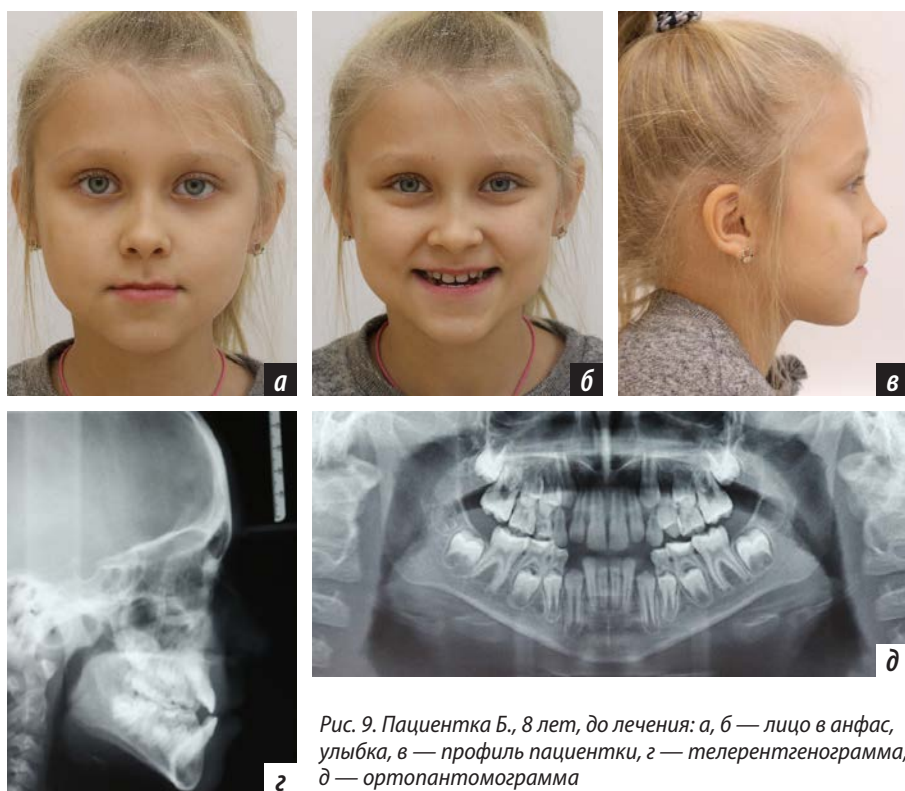 а
б
в
г
д
Рис. 9. Пациентка Б., 8 лет, до лечения: а, б — лицо в анфас,
улыбка, в — профиль пациентки, г — телерентгенограмма,
д — ортопантомограмма